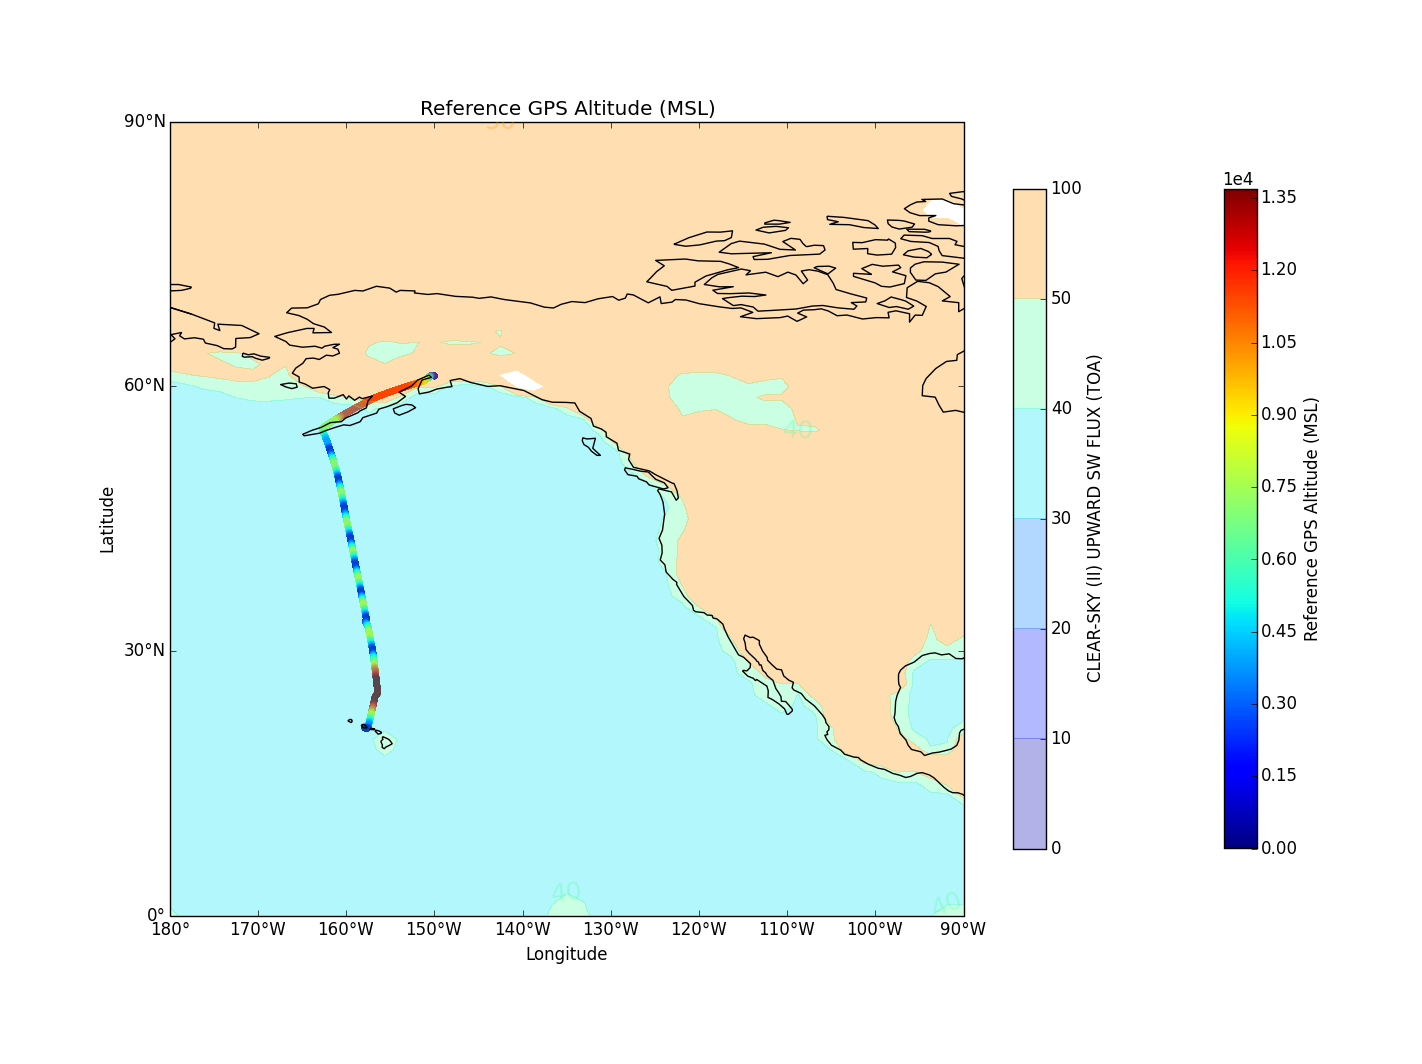 Reference GPS Altitude (MSL)
90°N
60°N
30°N
0°
Latitude
180°
170°W
160°W
150°W
140°W
130°W
120°W
110°W
100°W
90°W
Longitude
40
40
40
100
50
40
30
20
10
0
CLEAR-SKY (II) UPWARD SW FLUX (TOA)
1e4
1.35
1.20
1.05
0.90
0.75
0.60
0.45
0.30
0.15
0.00
Reference GPS Altitude (MSL)